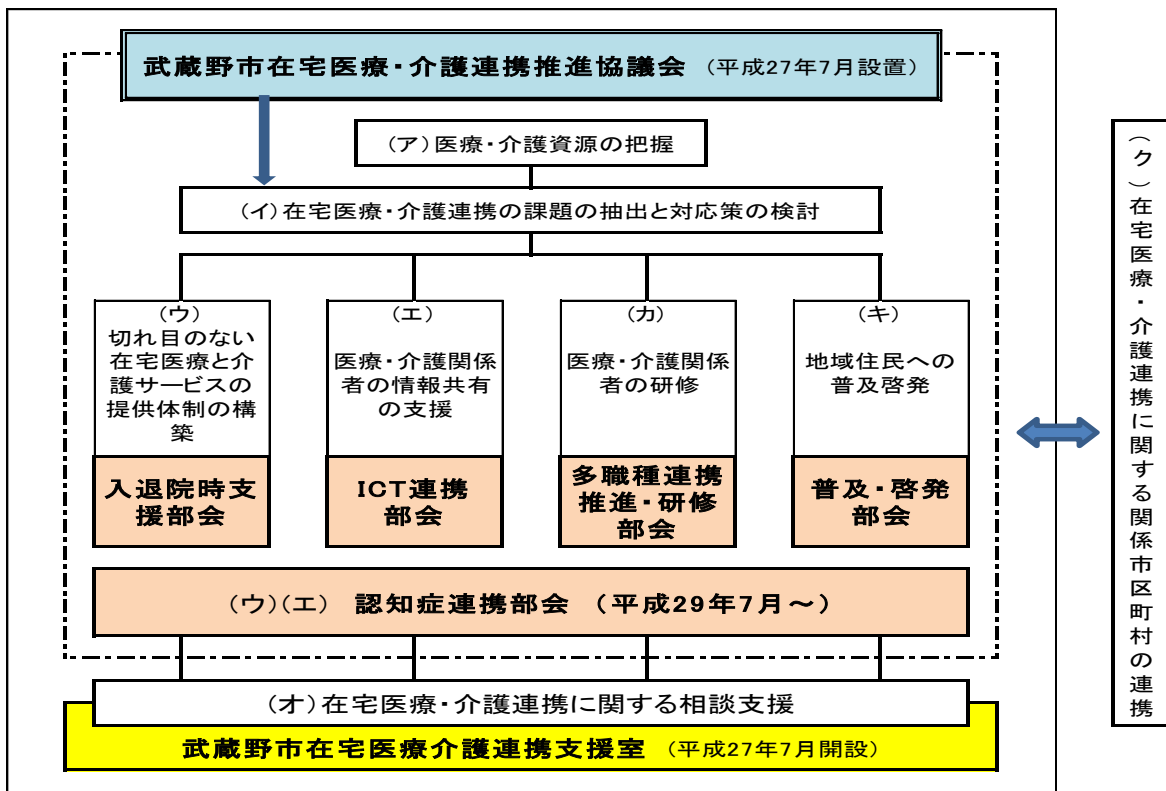 武蔵野市在宅医療・介護連携推進協議会 (平成27年7月設置)
(ア)医療・介護資源の把握
(イ)在宅医療・介護連携の課題の抽出と対応策の検討
(ウ)
切れ目のない
在宅医療と介
護サービスの
提供体制の構
築
入退院時支
援部会
(エ)
医療・介護関係
者の情報共有
の支援
ICT連携
部会
(カ)
医療・介護関係
者の研修
多職種連携
推進・研修
部会
(キ)
地域住民への
普及啓発
普及・啓発
部会
(ウ)(エ) 認知症連携部会 (平成29年7月～)
(オ)在宅医療・介護連携に関する相談支援
武蔵野市在宅医療介護連携支援室 (平成27年7月開設)
(ク)在宅医療・介護連携に関する関係市区町村の連携